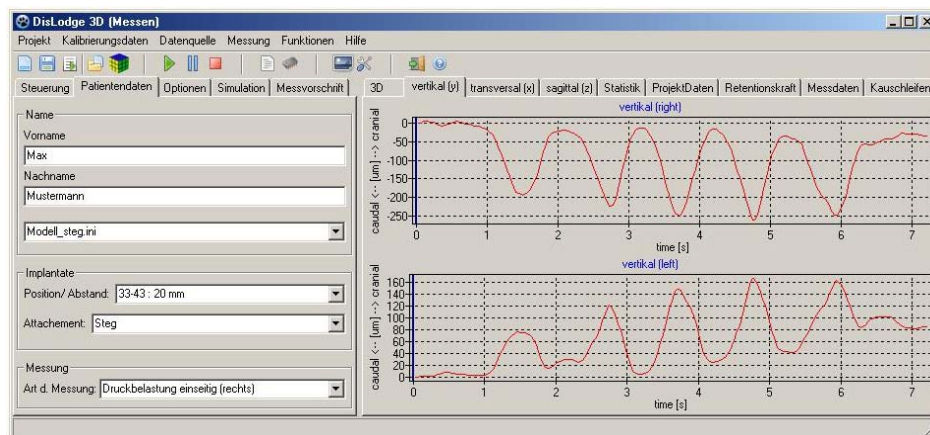 DisLodge 3D (Messen)
Projekt Kalibrierungsdaten Datenquelle Messung Funktionen Hilfe
Steuerung Patientendaten Optionen Simulation Messvorschrift
3D vertikal (y) transversal (x) sagittal (z) Statistik ProjektDaten Retentionskraft Messdaten Kauschleifen
Name
Vorname
Max
Nachname
Mustermann
Modell_steg.ini
Implantate
Position/ Abstand: 33-43 : 20 mm
Attachement: Steg
Messung
Art d. Messung: Druckbelastung einseitig (rechts)
vertikal (right)
caudal <-- [um] --> cranial
0
-50
-100
-150
-200
-250
0 1 2 3 4 5 6 7
time [s]
vertikal (left)
caudal <-- [um] --> cranial
160
140
120
100
80
60
40
20
0
0 1 2 3 4 5 6 7
time [s]